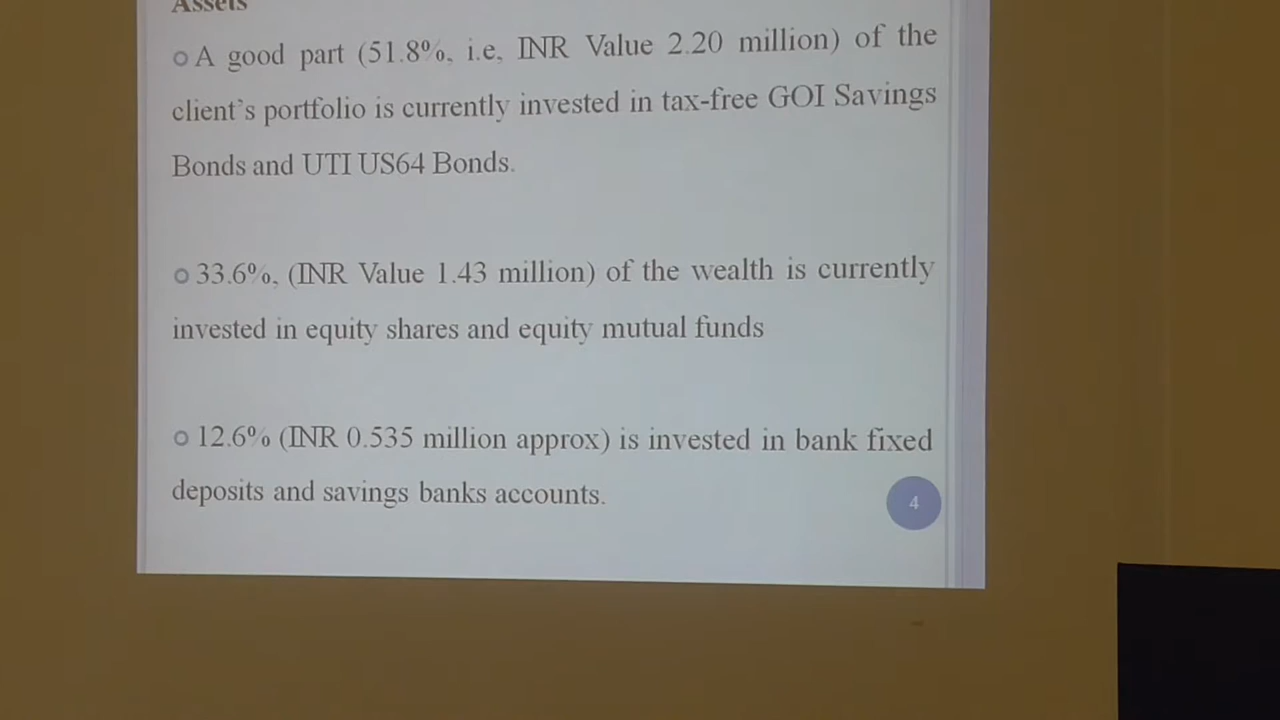 Assets
A good part (51.8%, i.e, INR Value 2.20 million) of the
client's portfolio is currently invested in tax-free GOI Savings
Bonds and UTI US64 Bonds.
33.6%, (INR Value 1.43 million) of the wealth is currently
invested in equity shares and equity mutual funds
12.6% (INR 0.535 million approx) is invested in bank fixed
deposits and savings banks accounts.
4